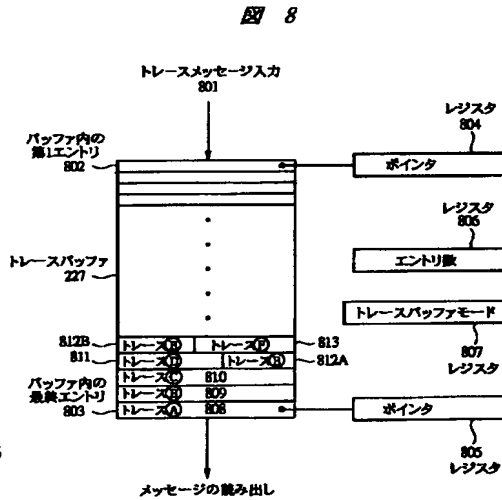 図 8
トレースメッセージ入力
801
バッファ内の
第1エントリ
802
レジスタ
804
ポインタ
レジスタ
806
エントリ数
トレースバッファ
227
トレースバッファモード
807
レジスタ
812B
トレースⒺ
トレースⒻ
813
811
トレースⒹ
トレースⒺ
812A
トレースⒸ 810
バッファ内の
最終エントリ
803
トレースⒷ 809
トレースⒶ 808
ポインタ
805
レジスタ
メッセージの読み出し